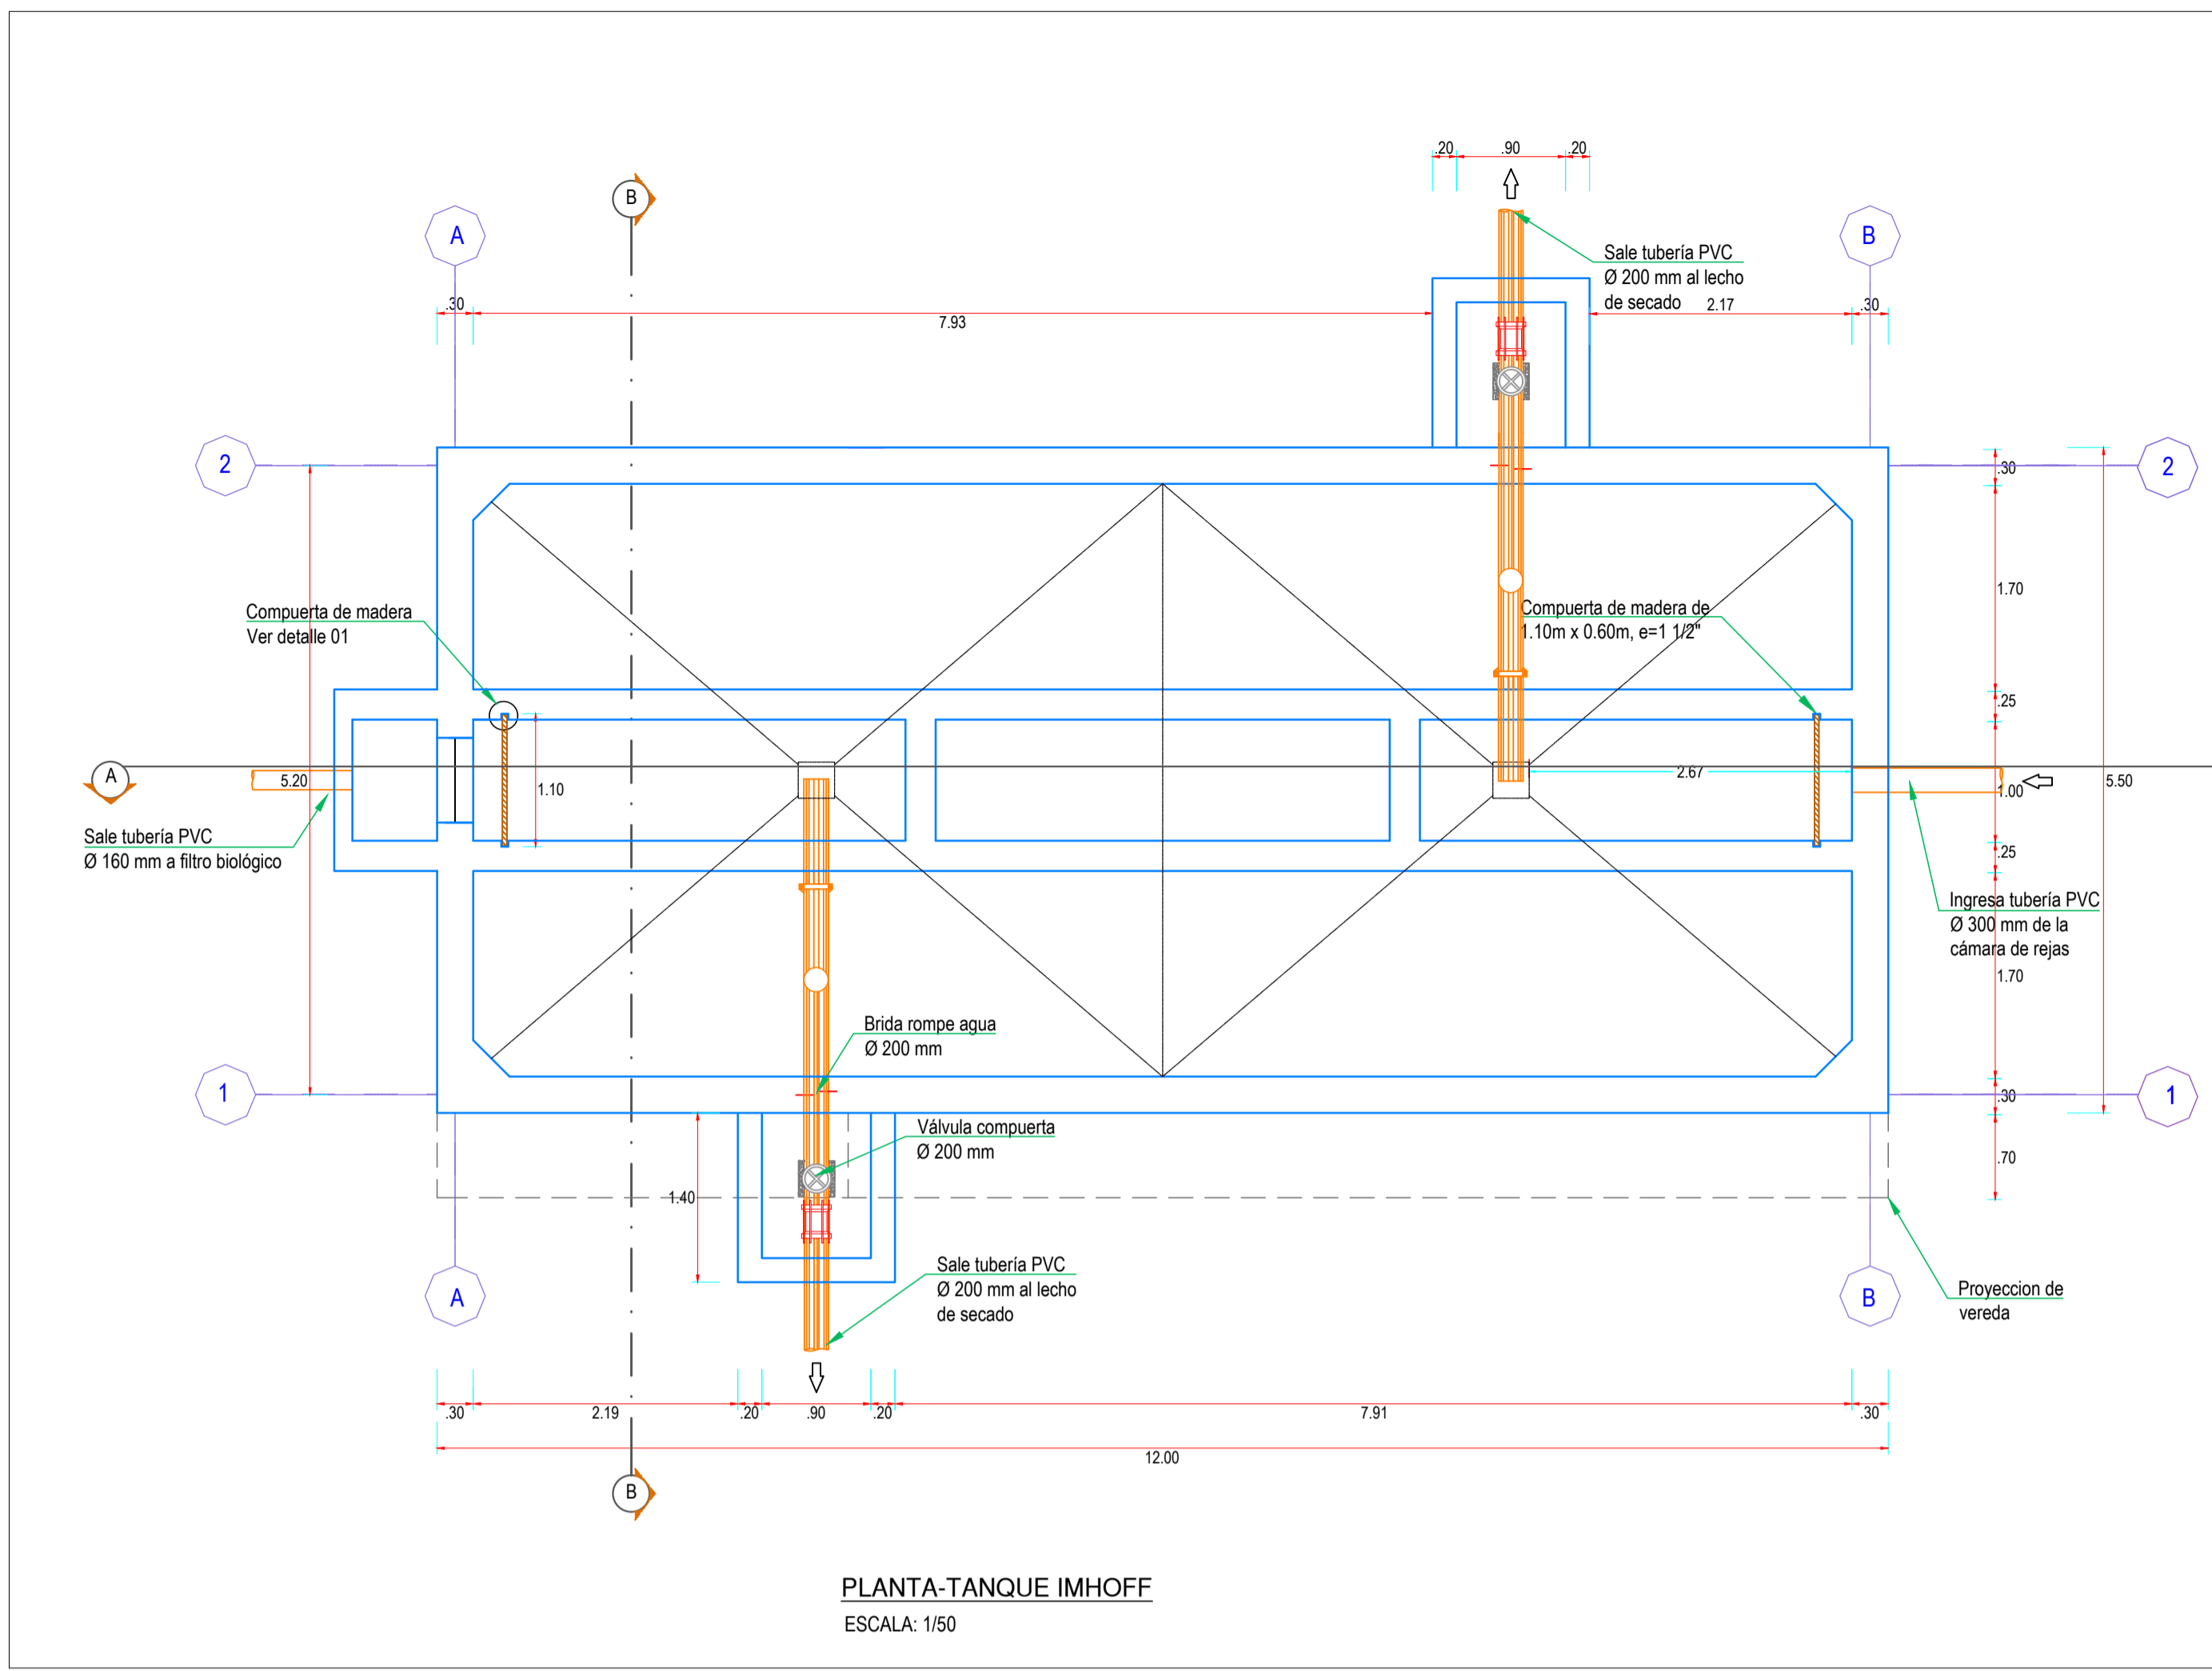 .20 .90 .20
B
A
B
Sale tubería PVC
Ø 200 mm al lecho
de secado
.30
7.93
2.17
.30
2
2
.30
1.70
Compuerta de madera
Ver detalle 01
Compuerta de madera de
1.10m x 0.60m, e=1 1/2"
.25
A
5.20
1.10
2.67
1.00
5.50
Sale tubería PVC
Ø 160 mm a filtro biológico
.25
Ingresa tubería PVC
Ø 300 mm de la
cámara de rejas
1.70
Brida rompe agua
Ø 200 mm
1
1
.30
Válvula compuerta
Ø 200 mm
.70
1.40
Sale tubería PVC
Ø 200 mm al lecho
de secado
A
B
Proyeccion de
vereda
.30 2.19 .20 .90 .20 7.91 .30
12.00
B
PLANTA-TANQUE IMHOFF
ESCALA: 1/50